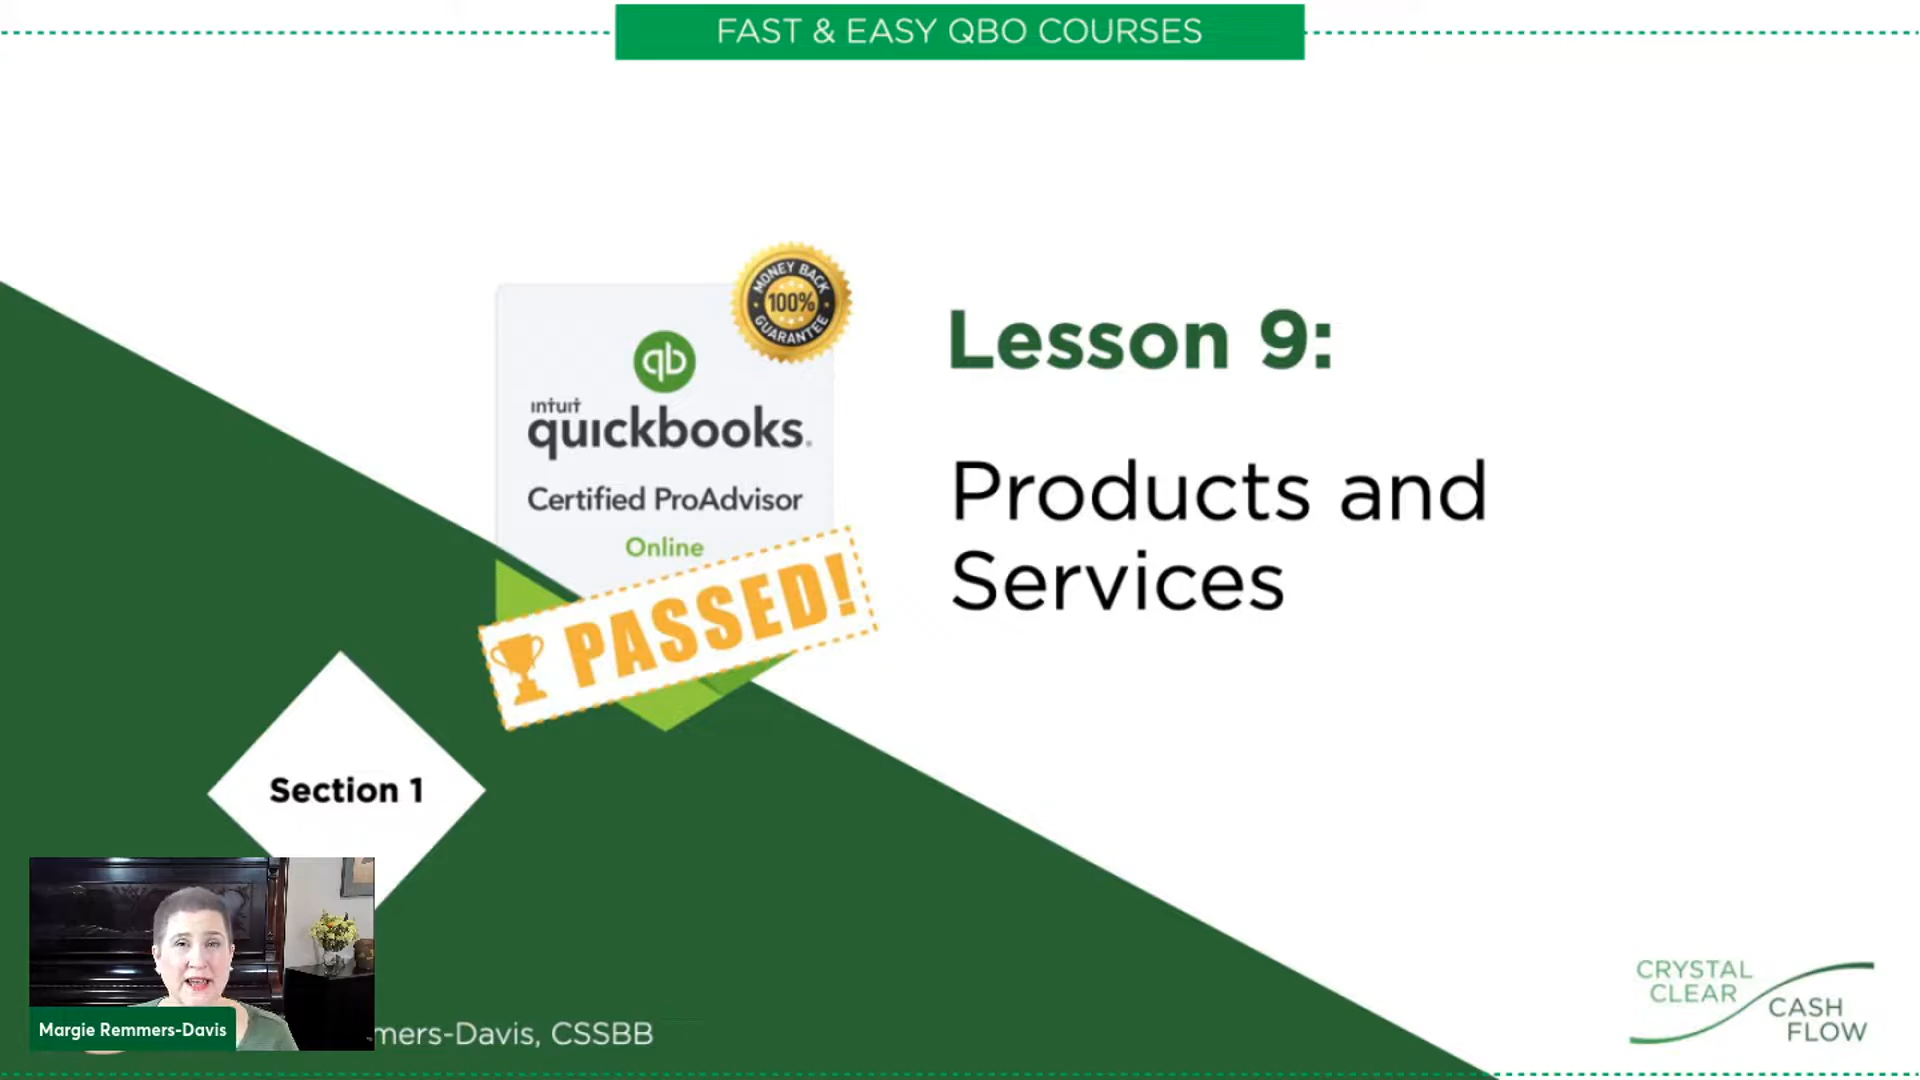 FAST & EASY QBO COURSES
MONEY BACK
100%
GUARANTEE
qb
intuit
quickbooks.
Certified ProAdvisor
Online
PASSED!
Lesson 9:
Products and
Services
Section 1
Margie Remmers-Davis
mers-Davis, CSSBB
CRYSTAL
CLEAR
CASH
FLOW